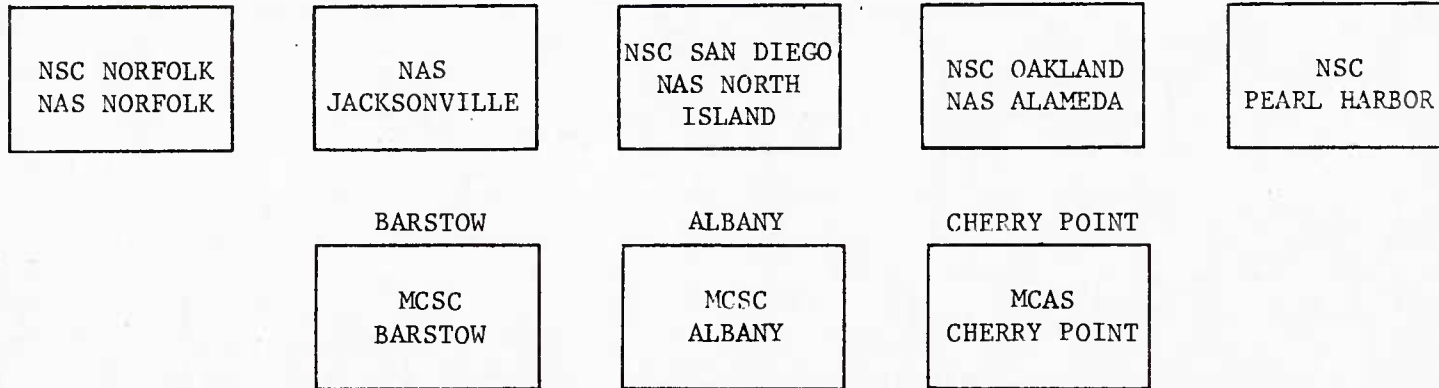 NSC NORFOLK
NAS NORFOLK
NAS
JACKSONVILLE
NSC SAN DIEGO
NAS NORTH
ISLAND
NSC OAKLAND
NAS ALAMEDA
NSC
PEARL HARBOR
BARSTOW
MCSC
BARSTOW
ALBANY
MCSC
ALBANY
CHERRY POINT
MCAS
CHERRY POINT